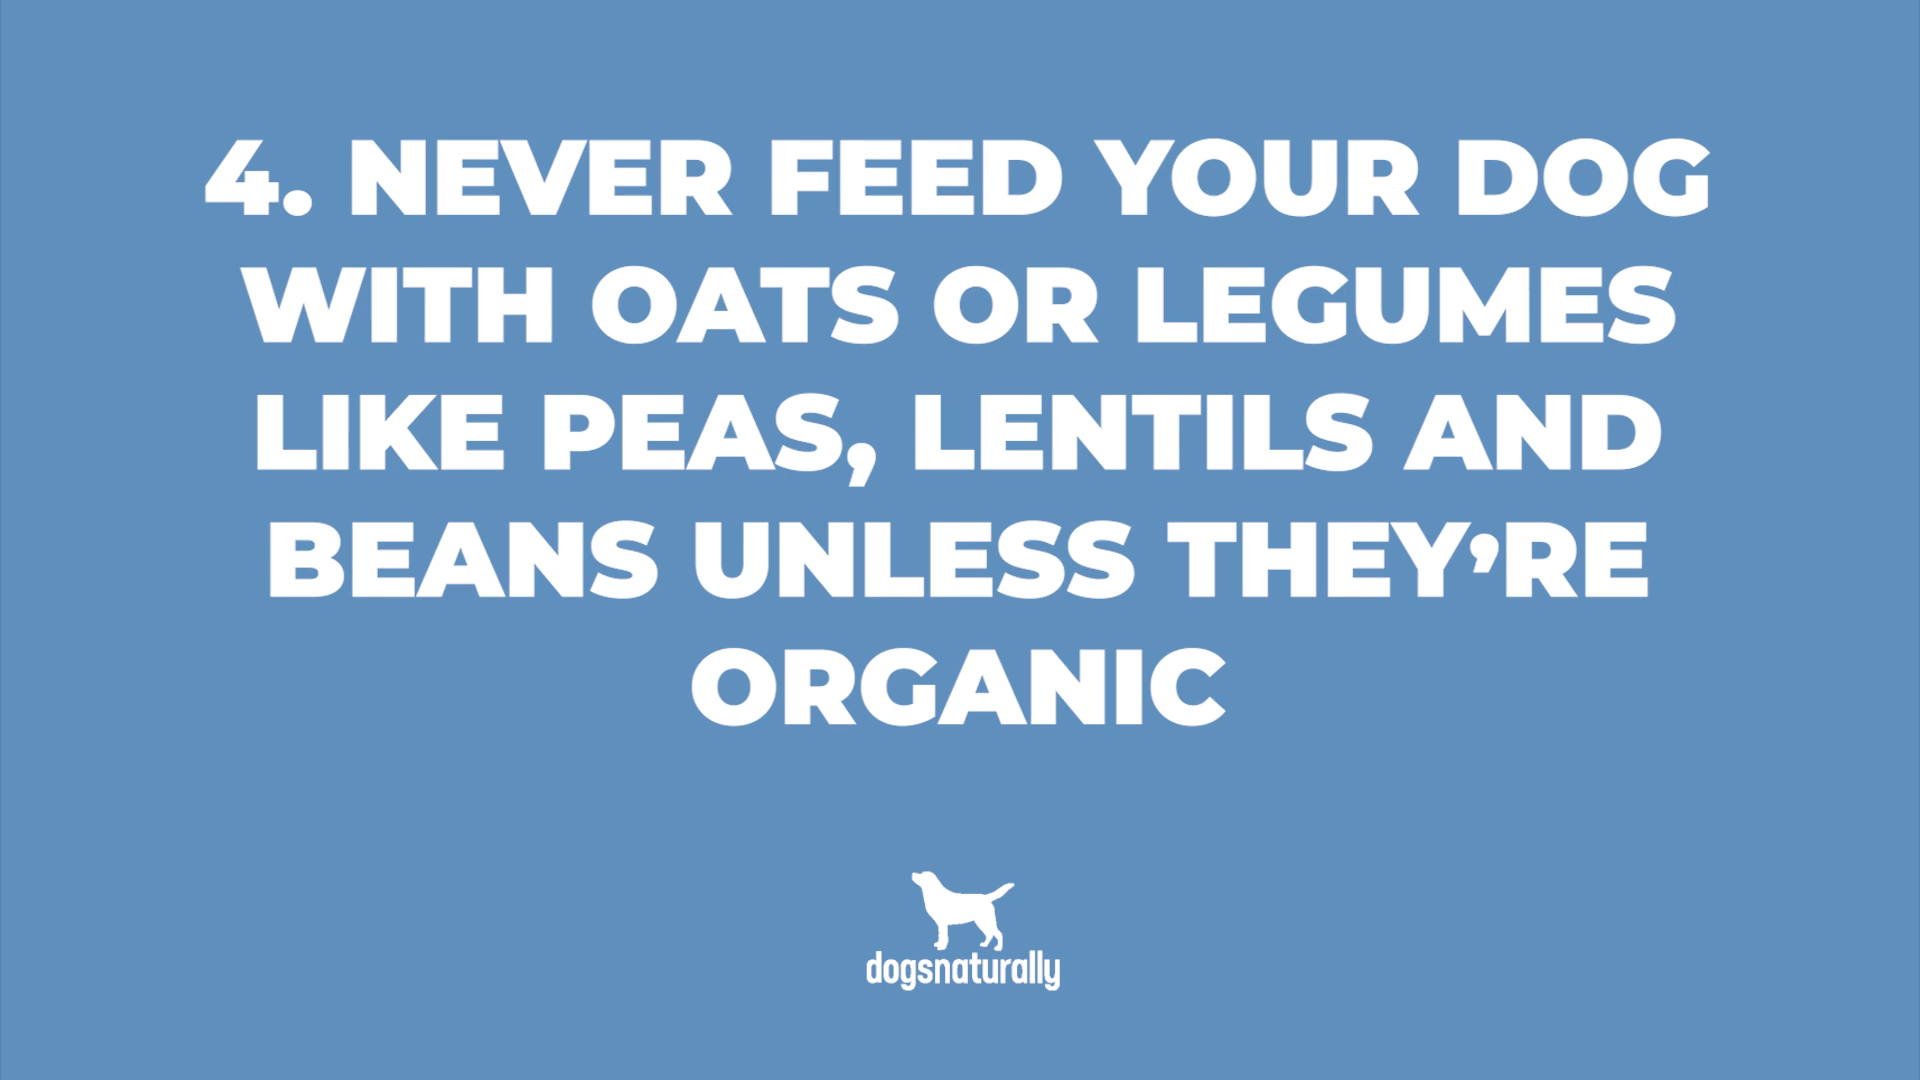 4. NEVER FEED YOUR DOG
WITH OATS OR LEGUMES
LIKE PEAS, LENTILS AND
BEANS UNLESS THEY’RE
ORGANIC
dogsnaturally